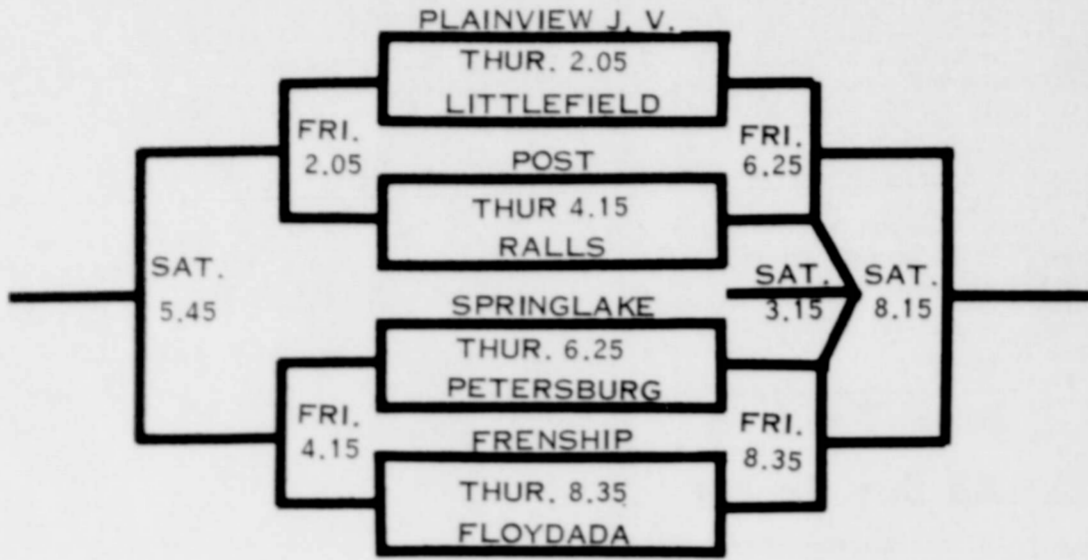 PLAINVIEW J. V.
THUR. 2.05
LITTLEFIELD
FRI.
2.05
FRI.
6.25
POST
THUR 4.15
RALLS
SAT.
5.45
SAT.
3.15
SAT.
8.15
SPRINGLAKE
THUR. 6.25
PETERSBURG
FRI.
4.15
FRI.
8.35
FRENSHIP
THUR. 8.35
FLOYDADA